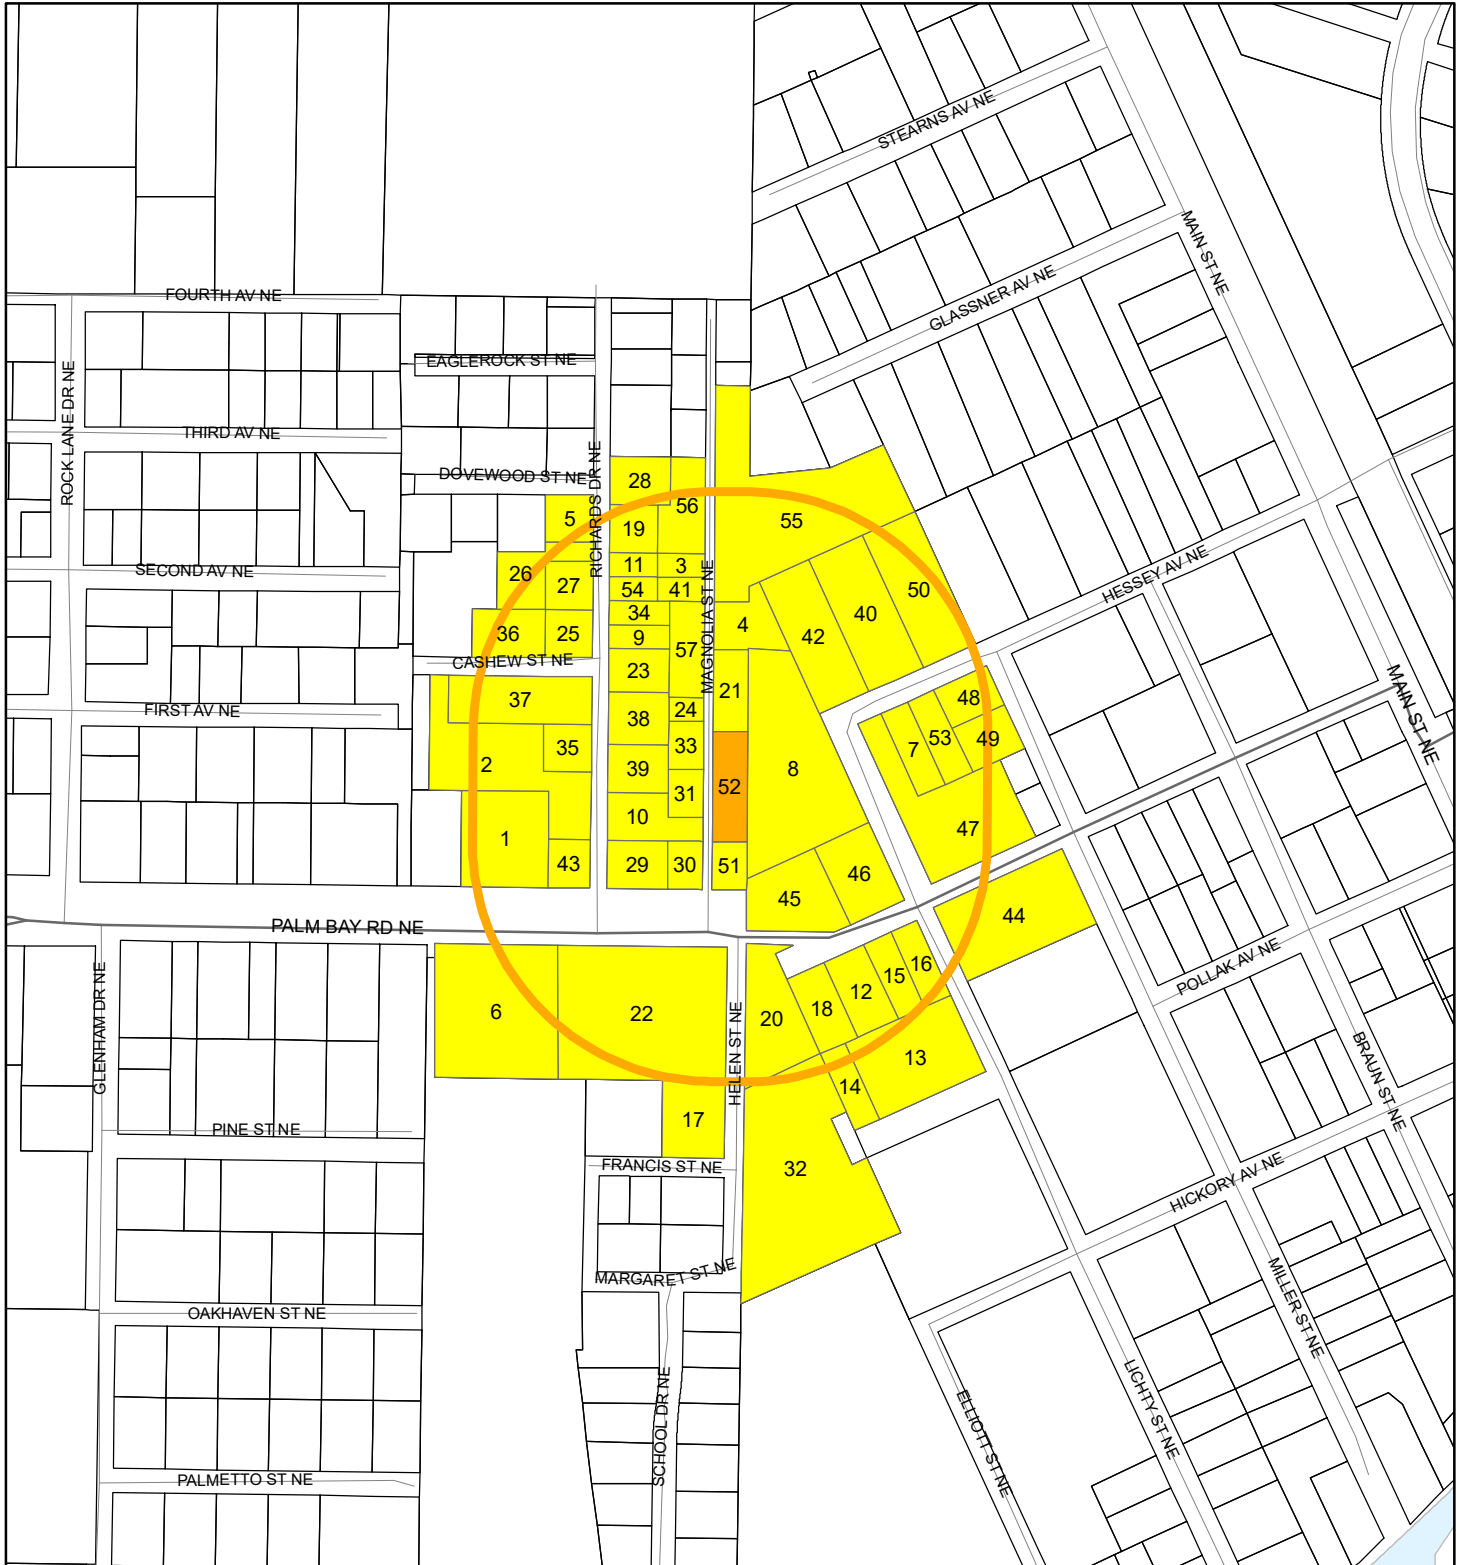 STEARNS AV NE
MAIN ST NE
GLASSNER AV NE
FOURTH AV NE
EAGLEROCK ST NE
ROCK LANE DR NE
THIRD AV NE
DOVEWOOD ST NE
RICHARDS DR NE
28
56
5
19
55
SECOND AV NE
26
27
11
3
54
41
MAGNOLIA ST NE
50
HESSEY AV NE
36
25
34
9
4
42
40
CASHEW ST NE
57
23
21
FIRST AV NE
37
38
24
48
MAIN ST NE
2
35
33
7
53
49
39
8
52
31
10
47
1
43
29
30
51
46
45
44
PALM BAY RD NE
GLENHAM DR NE
6
22
HELEN ST NE
20
18
12
15
16
POLLAK AV NE
13
14
BRAUN ST NE
17
PINE ST NE
FRANCIS ST NE
32
HICKORY AV NE
MARGARET ST NE
OAKHAVEN ST NE
MILLER ST NE
SCHOOL DR NE
ELLIOTT ST NE
LICHTY ST NE
PALMETTO ST NE